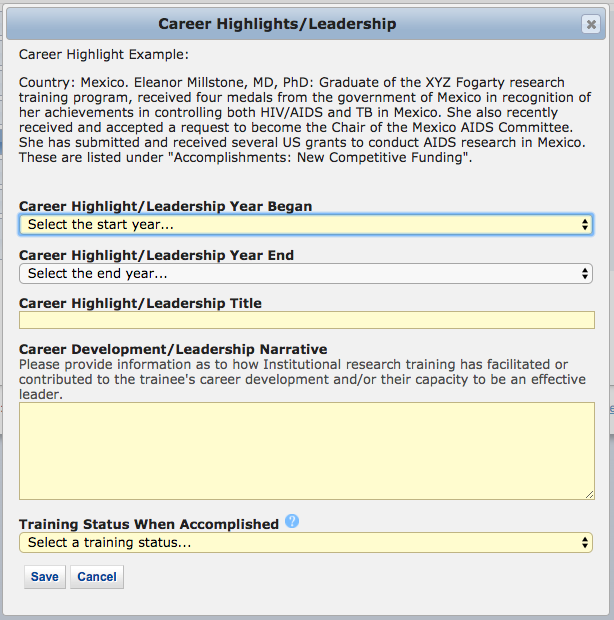 Career Highlights/Leadership
Career Highlight Example:
Country: Mexico. Eleanor Millstone, MD, PhD: Graduate of the XYZ Fogarty research
training program, received four medals from the government of Mexico in recognition of
her achievements in controlling both HIV/AIDS and TB in Mexico. She also recently
received and accepted a request to become the Chair of the Mexico AIDS Committee.
She has submitted and received several US grants to conduct AIDS research in Mexico.
These are listed under "Accomplishments: New Competitive Funding".
Career Highlight/Leadership Year Began
Select the start year...
Career Highlight/Leadership Year End
Select the end year...
Career Highlight/Leadership Title
Career Development/Leadership Narrative
Please provide information as to how Institutional research training has facilitated or
contributed to the trainee's career development and/or their capacity to be an effective
leader.
Training Status When Accomplished ?
Select a training status...
Save Cancel